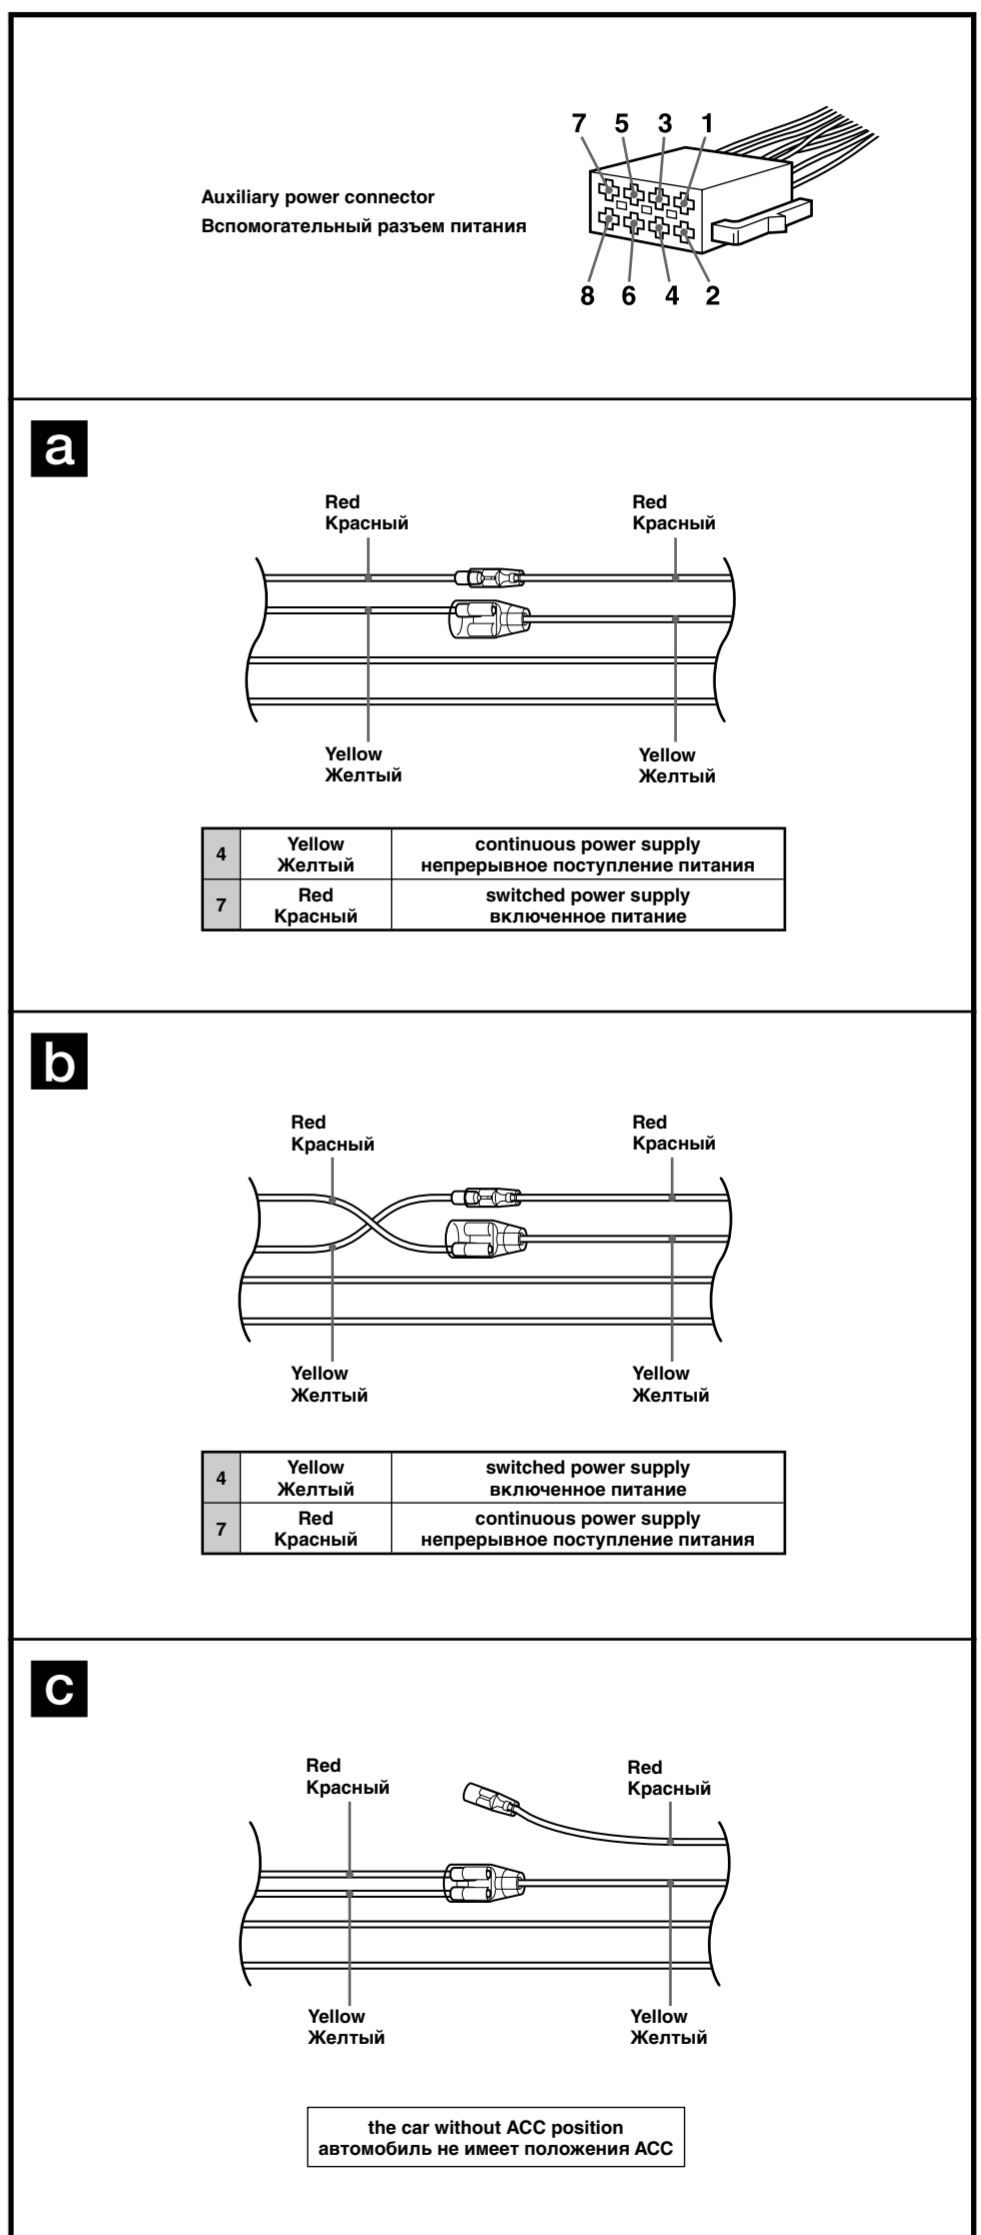 7 5 3 1
Auxiliary power connector
Вспомогательный разъем питания
8 6 4 2
a
Red Red
Красный Красный
Yellow Yellow
Желтый Желтый
4 Yellow continuous power supply
Желтый непрерывное поступление питания
7 Red switched power supply
Красный включенное питание
b
Red Red
Красный Красный
Yellow Yellow
Желтый Желтый
4 Yellow switched power supply
Желтый включенное питание
7 Red continuous power supply
Красный непрерывное поступление питания
c
Red Red
Красный Красный
Yellow Yellow
Желтый Желтый
the car without ACC position
автомобиль не имеет положения ACC